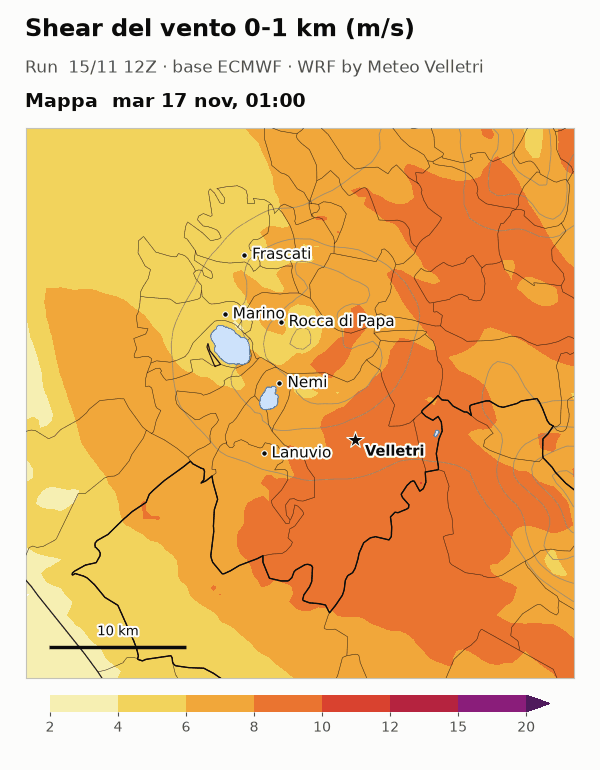 Shear del vento 0-1 km (m/s)
Run  15/11 12Z · base ECMWF · WRF by Meteo Velletri
Mappa  mar 17 nov, 01:00
Frascati
Marino
Rocca di Papa
Nemi
Velletri
Lanuvio
10 km
2 4 6 8 10 12 15 20